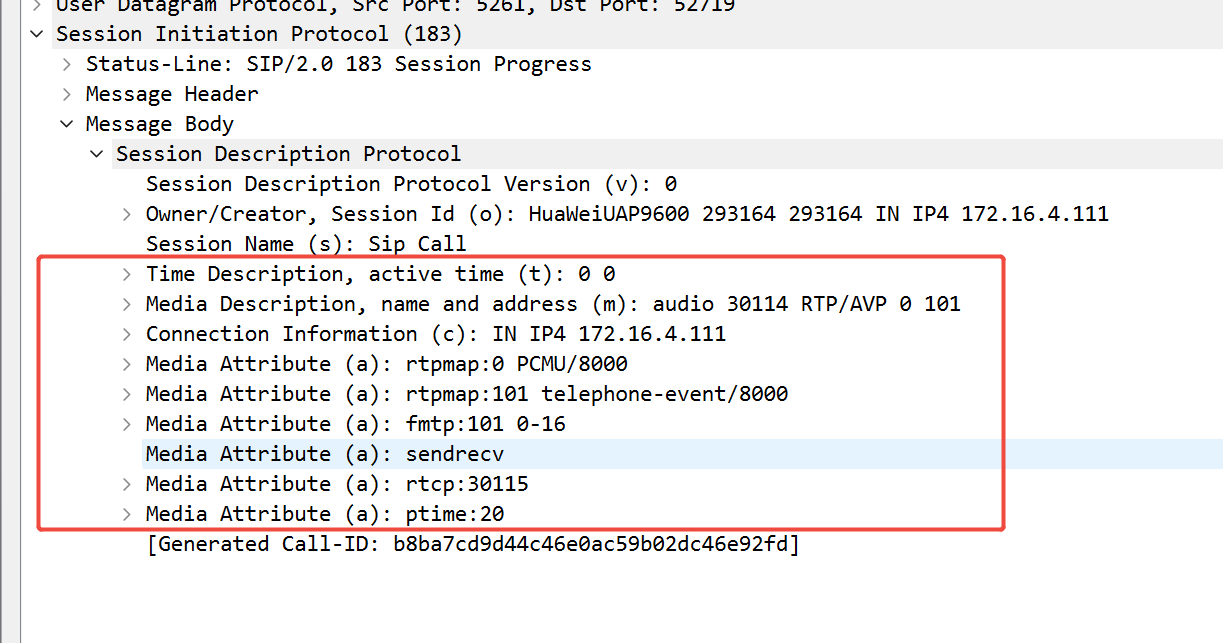 User Datagram Protocol, Src Port: 5261, Dst Port: 52719
Session Initiation Protocol (183)
Status-Line: SIP/2.0 183 Session Progress
Message Header
Message Body
Session Description Protocol
Session Description Protocol Version (v): 0
Owner/Creator, Session Id (o): HuaWeiUAP9600 293164 293164 IN IP4 172.16.4.111
Session Name (s): Sip Call
Time Description, active time (t): 0 0
Media Description, name and address (m): audio 30114 RTP/AVP 0 101
Connection Information (c): IN IP4 172.16.4.111
Media Attribute (a): rtpmap:0 PCMU/8000
Media Attribute (a): rtpmap:101 telephone-event/8000
Media Attribute (a): fmtp:101 0-16
Media Attribute (a): sendrecv
Media Attribute (a): rtcp:30115
Media Attribute (a): ptime:20
[Generated Call-ID: b8ba7cd9d44c46e0ac59b02dc46e92fd]